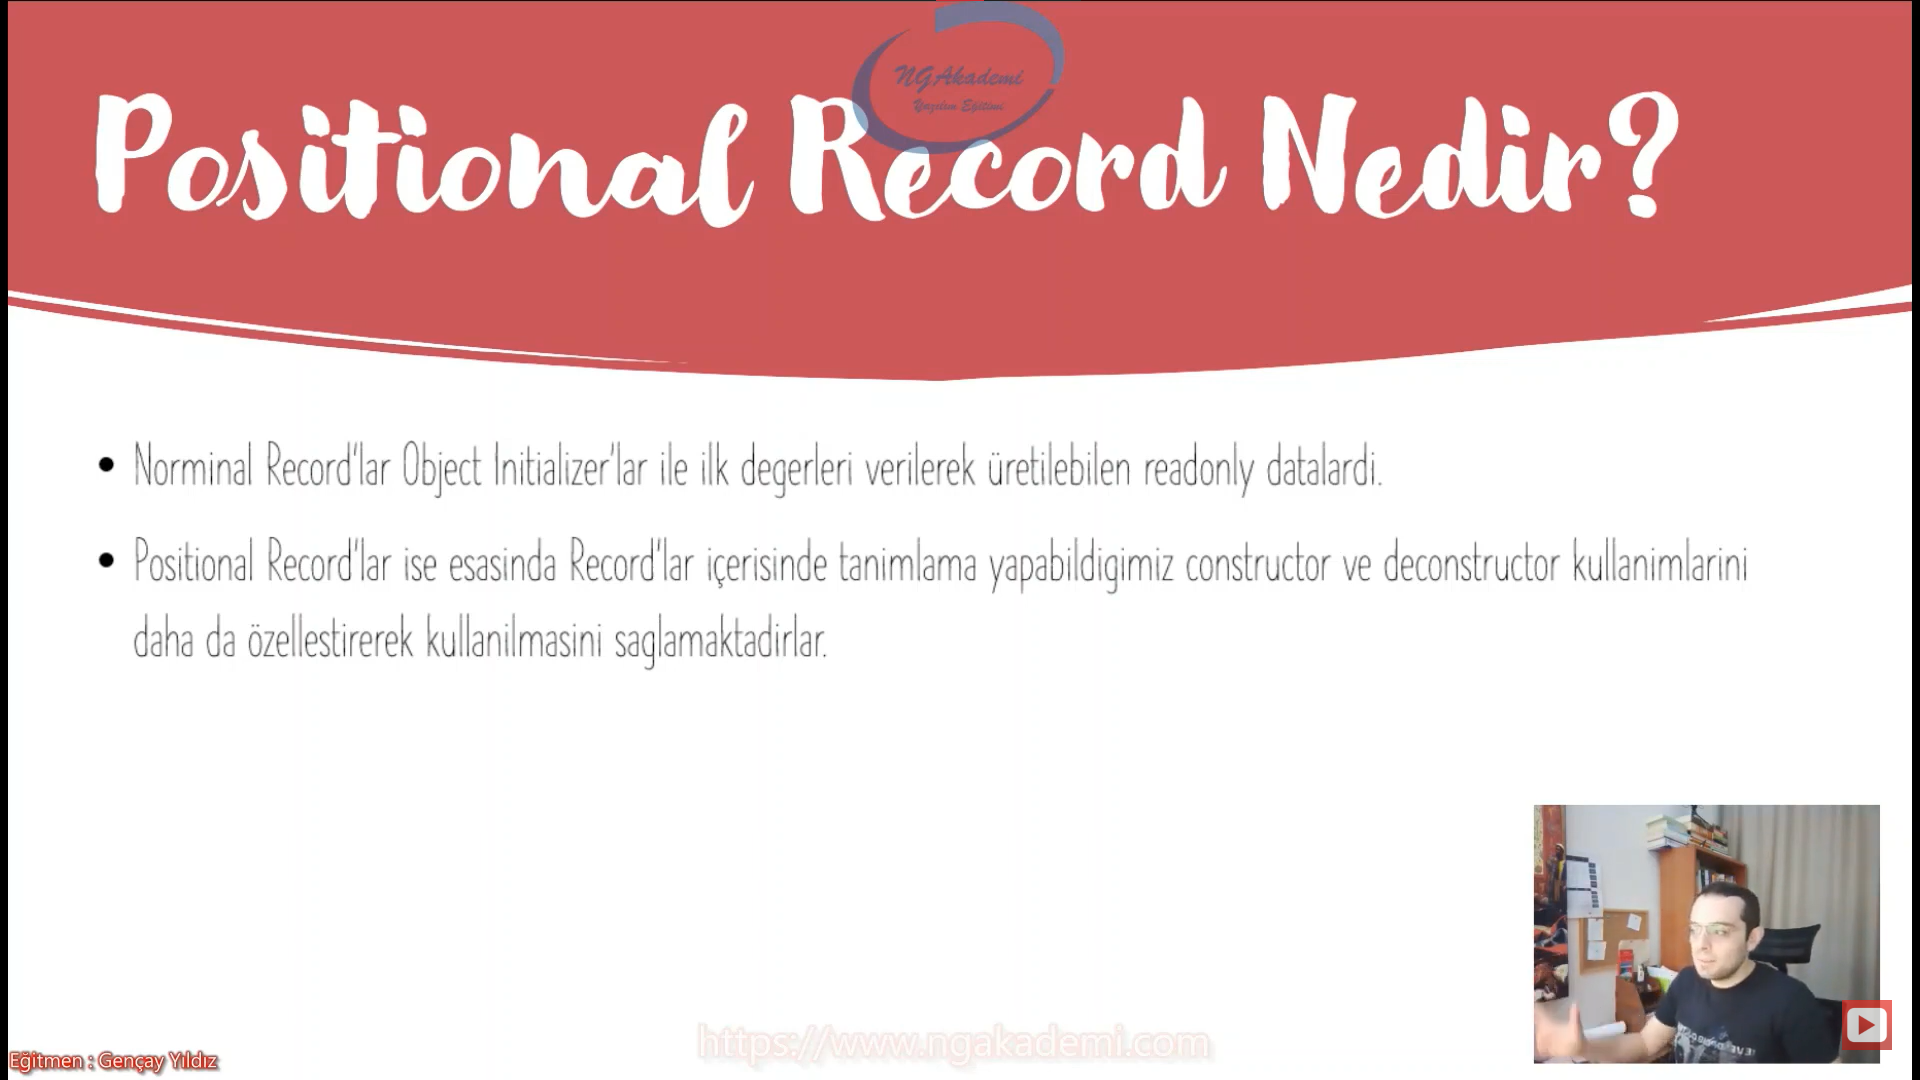 NGAkademi
Yazılım Eğitimi
Positional Record Nedir?
• Norminal Record'lar Object Initializer'lar ile ilk degerleri verilerek üretilebilen readonly datalardi.
• Positional Record'lar ise esasinda Record'lar içerisinde tanimlama yapabildigimiz constructor ve deconstructor kullanimlarini
daha da özellestirerek kullanilmasini saglamaktadirlar.
https://www.ngakademi.com
Eğitmen : Gençay Yıldız